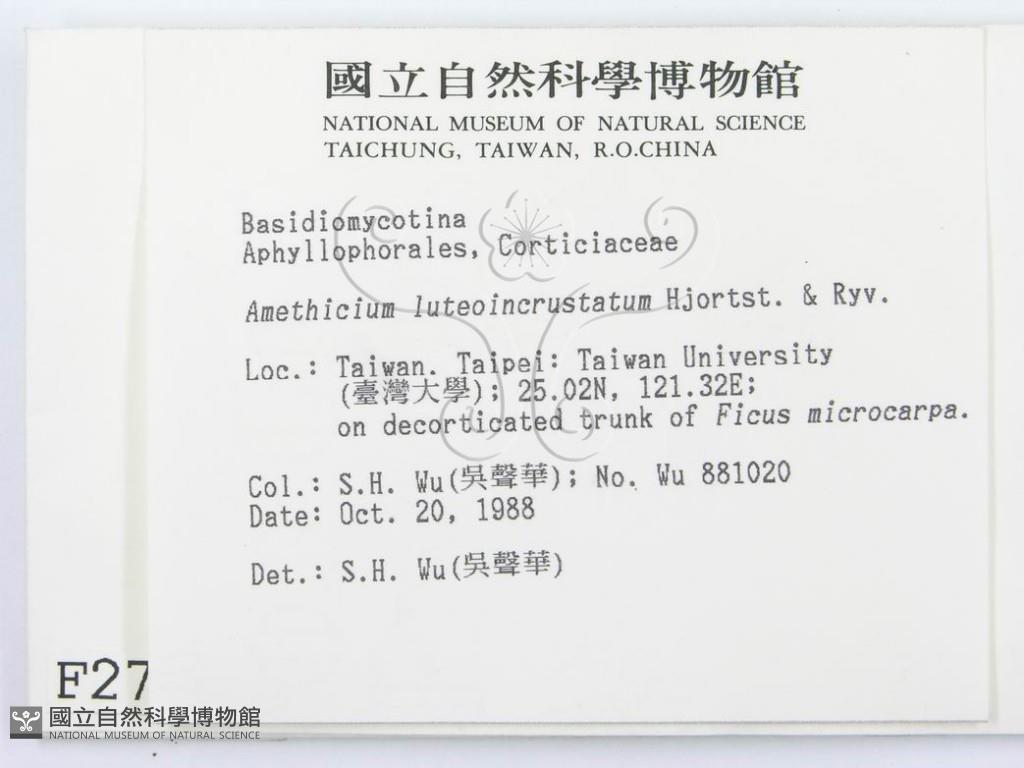 國立自然科學博物館
NATIONAL MUSEUM OF NATURAL SCIENCE
TAICHUNG, TAIWAN, R.O.CHINA
Basidiomycotina
Aphyllophorales, Corticiaceae
Amethicium luteoincrustatum Hjortst. & Ryv.
Loc.: Taiwan. Taipei: Taiwan University
(臺灣大學); 25.02N, 121.32E;
on decorticated trunk of Ficus microcarpa.
Col.: S.H. Wu(吳聲華); No. Wu 881020
Date: Oct. 20, 1988
Det.: S.H. Wu(吳聲華)
F27
國立自然科學博物館
NATIONAL MUSEUM OF NATURAL SCIENCE